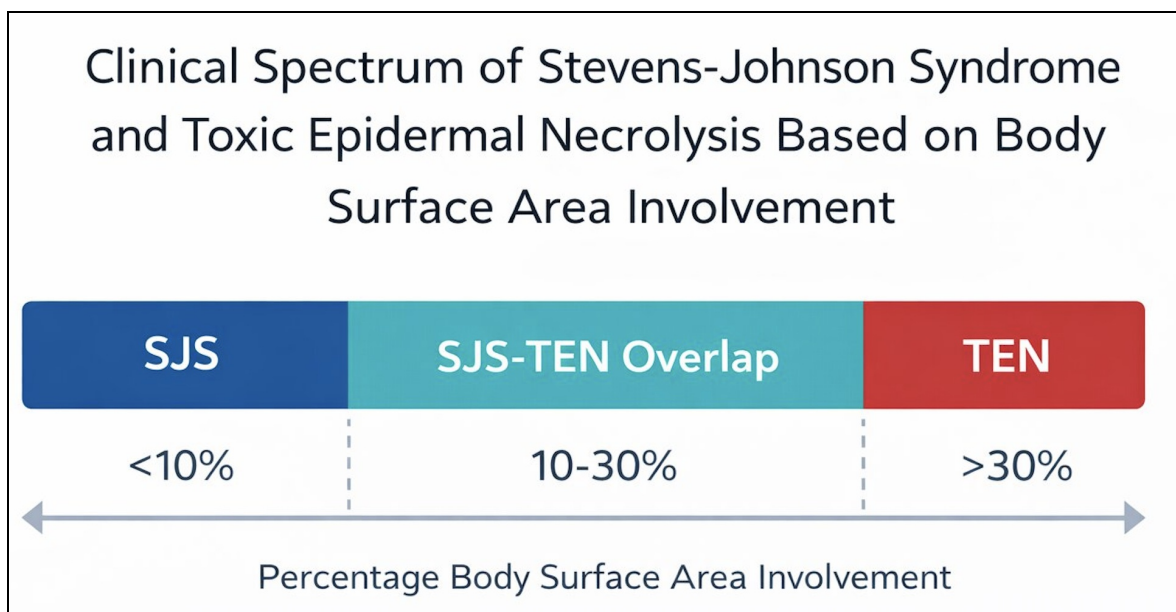 Clinical Spectrum of Stevens-Johnson Syndrome
and Toxic Epidermal Necrolysis Based on Body
Surface Area Involvement
SJS
SJS-TEN Overlap
TEN
<10%
10-30%
>30%
Percentage Body Surface Area Involvement